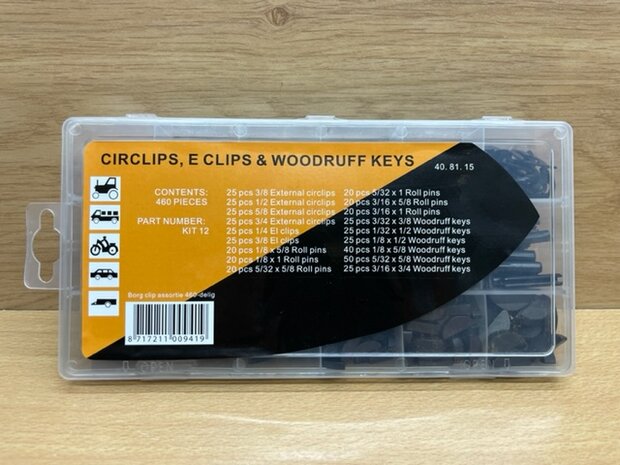 CIRCLIPS, E CLIPS & WOODRUFF KEYS
40. 81. 15
CONTENTS:
460 PIECES
PART NUMBER:
KIT 12
25 pcs 3/8 External circlips
25 pcs 1/2 External circlips
25 pcs 5/8 External circlips
25 pcs 3/4 External circlips
25 pcs 1/4 El clips
25 pcs 3/8 El clips
20 pcs 1/8 x 5/8 Roll pins
20 pcs 1/8 x 1 Roll pins
20 pcs 5/32 x 5/8 Roll pins
20 pcs 5/32 x 1 Roll pins
20 pcs 3/16 x 5/8 Roll pins
20 pcs 3/16 x 1 Roll pins
25 pcs 3/32 x 3/8 Woodruff keys
25 pcs 1/32 x 1/2 Woodruff keys
25 pcs 1/8 x 1/2 Woodruff keys
40 pcs 1/8 x 5/8 Woodruff keys
50 pcs 5/32 x 5/8 Woodruff keys
25 pcs 3/16 x 3/4 Woodruff keys
Borg clip assortie 460-delig
8 717211 009419
OPEN